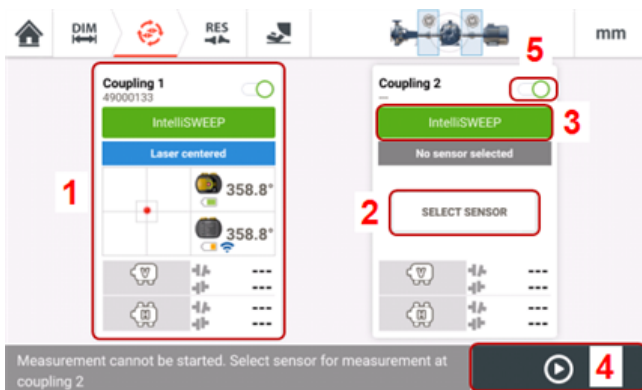 DIM
RES
mm
5
Coupling 1
49000133
IntelliSWEEP
Laser centered
358.8°
358.8°
V
---
---
H
---
---
1
Coupling 2
---
IntelliSWEEP
3
No sensor selected
2
SELECT SENSOR
V
---
---
H
---
---
Measurement cannot be started. Select sensor for measurement at
coupling 2
4